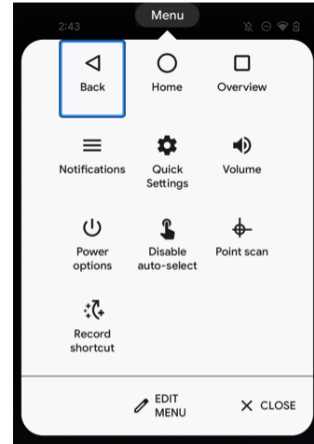 2:43
Menu
Back
Home
Overview
Notifications
Quick
Settings
Volume
Power
options
Disable
auto-select
Point scan
Record
shortcut
EDIT
MENU
CLOSE